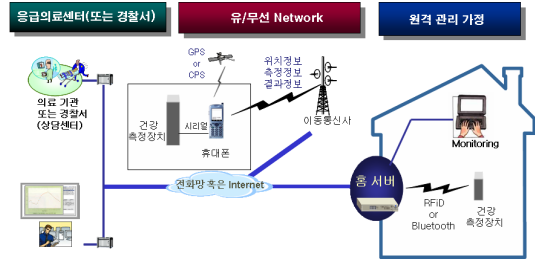 응급의료센터(또는 경찰서)
유/무선 Network
원격 관리 가정
GPS
or
CPS
위치정보
측정정보
결과정보
의료 기관
또는 경찰서
(상담센터)
건강
측정장치
시리얼
휴대폰
이동통신사
Monitoring
전화망 혹은 Internet
홈 서버
RFiD
or
Bluetooth
건강
측정장치